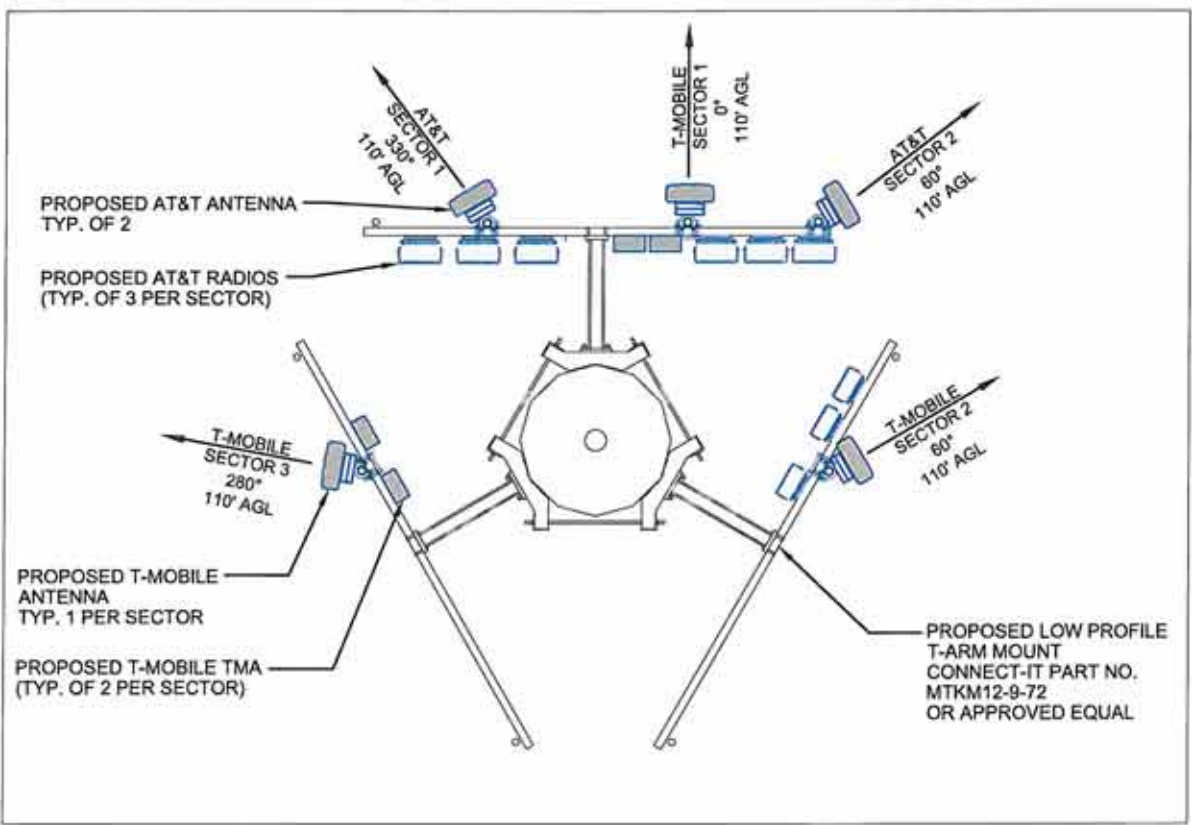 AT&T
SECTOR 1
330°
110' AGL
T-MOBILE
SECTOR 1
0°
110' AGL
AT&T
SECTOR 2
60°
110' AGL
PROPOSED AT&T ANTENNA
TYP. OF 2
PROPOSED AT&T RADIOS
(TYP. OF 3 PER SECTOR)
T-MOBILE
SECTOR 3
280°
110' AGL
T-MOBILE
SECTOR 2
60°
110' AGL
PROPOSED T-MOBILE
ANTENNA
TYP. 1 PER SECTOR
PROPOSED T-MOBILE TMA
(TYP. OF 2 PER SECTOR)
PROPOSED LOW PROFILE
T-ARM MOUNT
CONNECT-IT PART NO.
MTKM12-9-72
OR APPROVED EQUAL